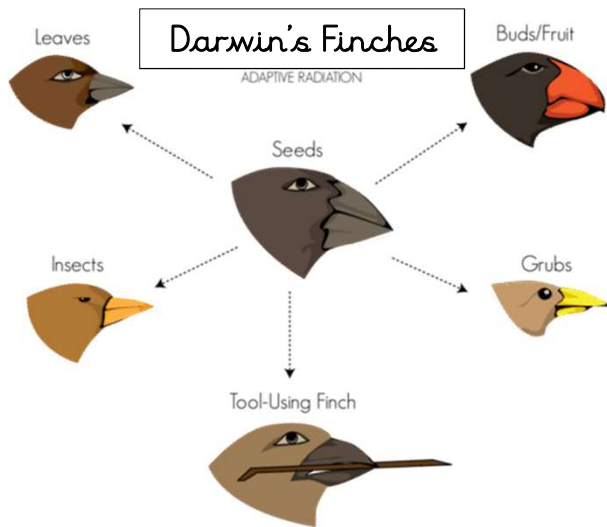 Darwin's Finches
ADAPTIVE RADIATION
Leaves
Buds/Fruit
Seeds
Insects
Grubs
Tool-Using Finch